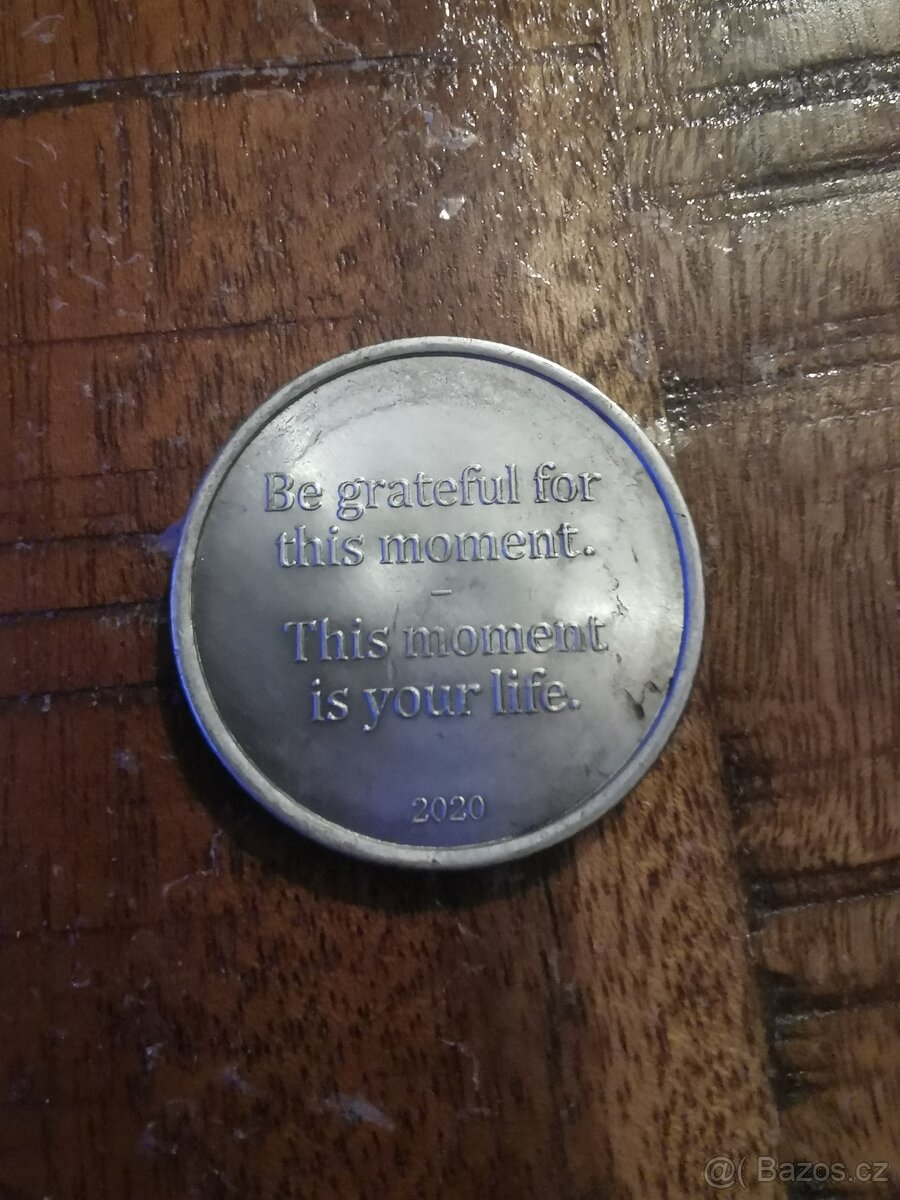 Be grateful for
this moment.
–
This moment
is your life.
2020
@( Bazos.cz